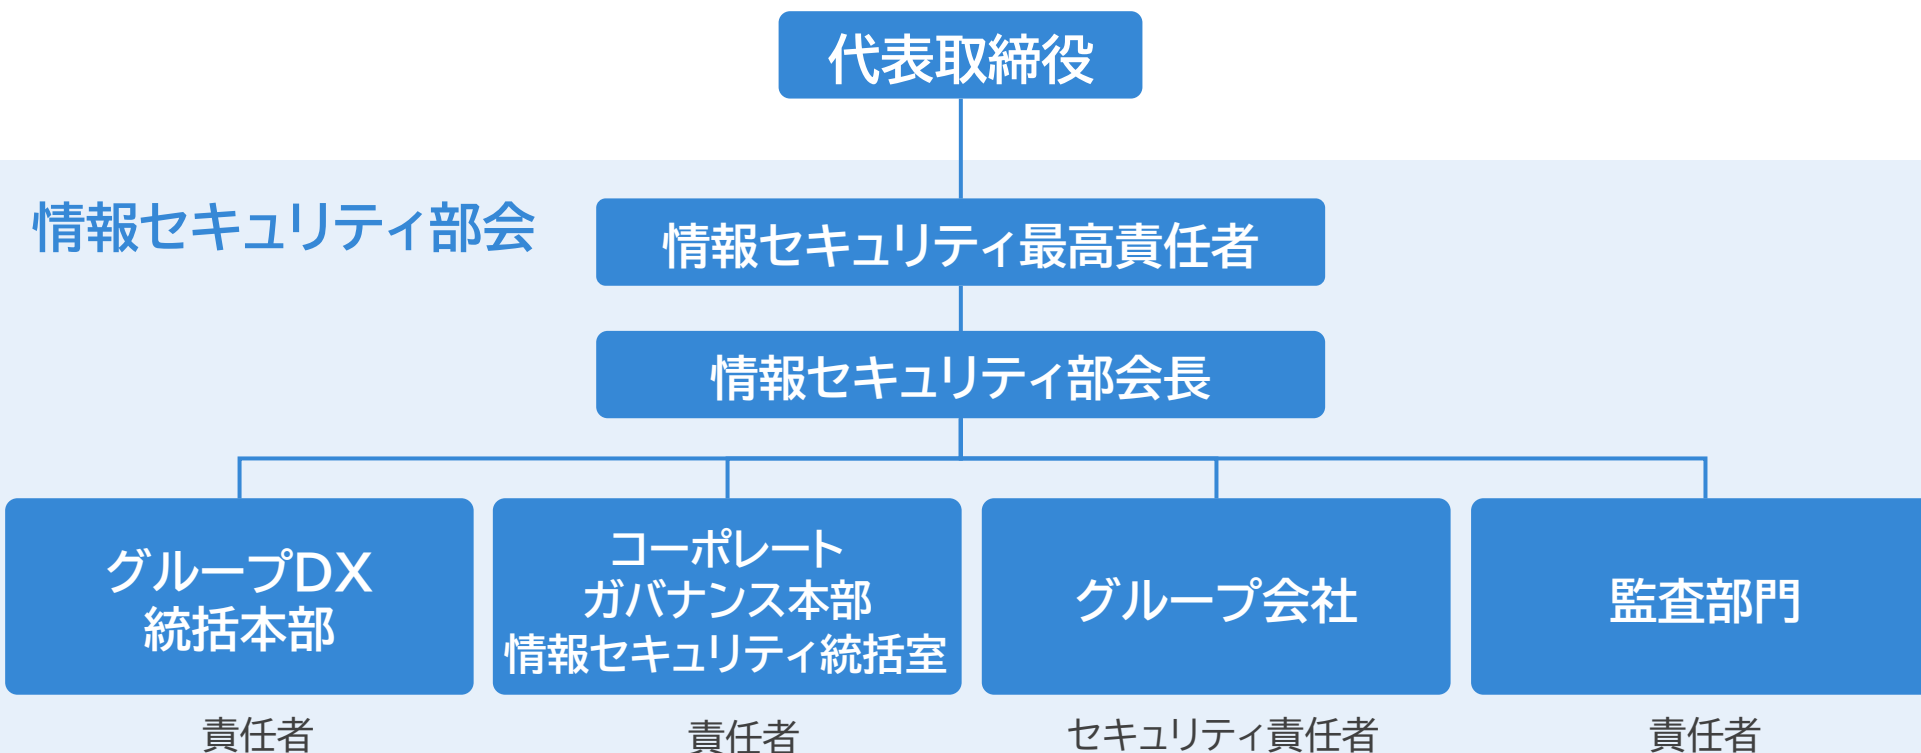 代表取締役
情報セキュリティ部会
情報セキュリティ最高責任者
情報セキュリティ部会長
グループDX
統括本部
コーポレート
ガバナンス本部
情報セキュリティ統括室
グループ会社
監査部門
責任者
責任者
セキュリティ責任者
責任者